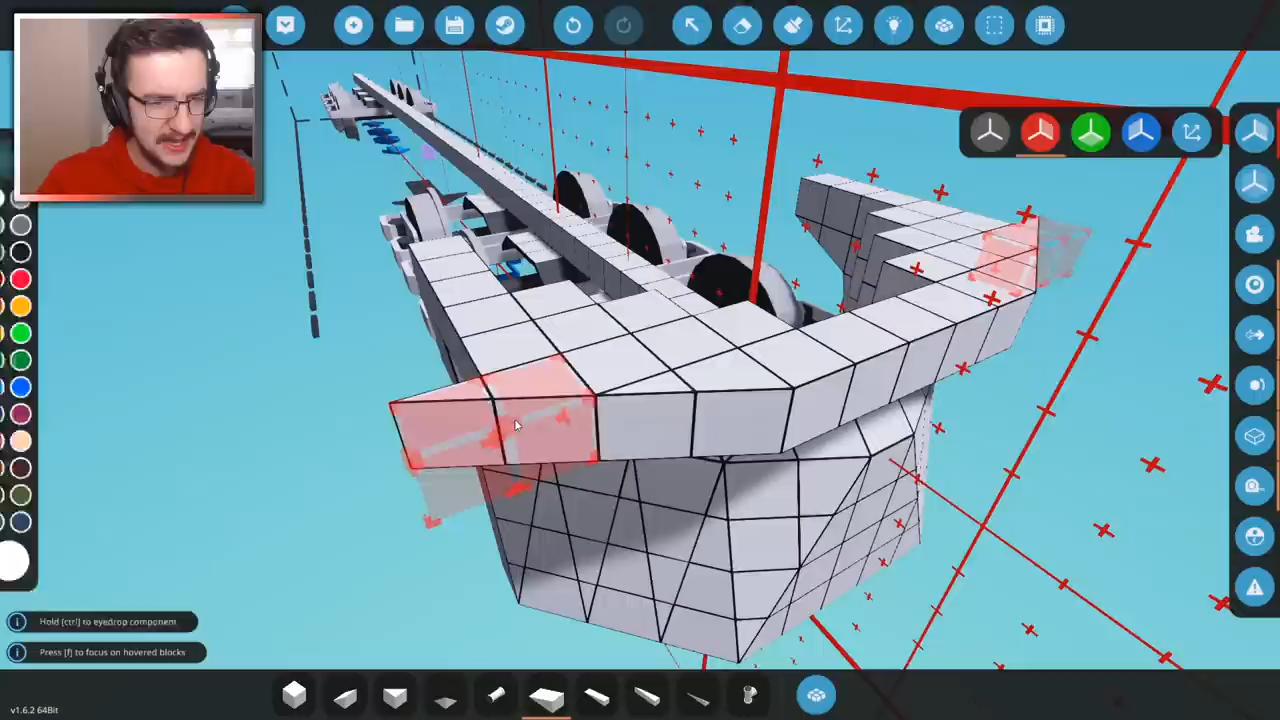 Hold [ctrl] to eyedrop component
Press [f] to focus on hovered blocks
v1.6.2 64Bit